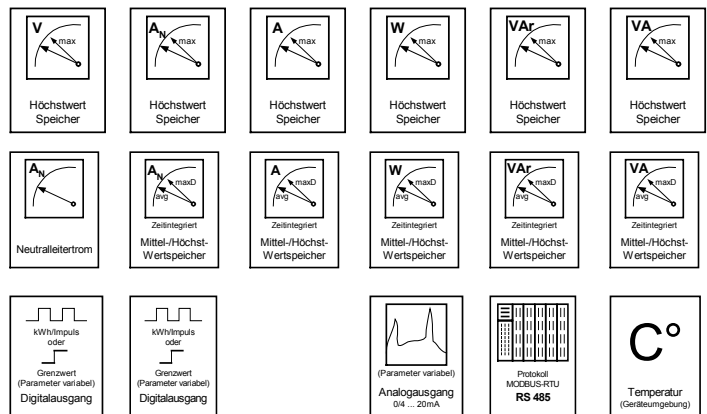 V
max
Höchstwert
Speicher
A_N
max
Höchstwert
Speicher
A
max
Höchstwert
Speicher
W
max
Höchstwert
Speicher
VAr
max
Höchstwert
Speicher
VA
max
Höchstwert
Speicher
A_N
Neutralleitertrom
A_N
maxD
avg
Zeitintegriert
Mittel-/Höchst-
Wertspeicher
A
maxD
avg
Zeitintegriert
Mittel-/Höchst-
Wertspeicher
W
maxD
avg
Zeitintegriert
Mittel-/Höchst-
Wertspeicher
VAr
maxD
avg
Zeitintegriert
Mittel-/Höchst-
Wertspeicher
VA
maxD
avg
Zeitintegriert
Mittel-/Höchst-
Wertspeicher
kWh/Impuls
oder
Grenzwert
(Parameter variabel)
Digitalausgang
kWh/Impuls
oder
Grenzwert
(Parameter variabel)
Digitalausgang
(Parameter variabel)
Analogausgang
0/4 ... 20mA
Protokoll
MODBUS-RTU
RS 485
C°
Temperatur
(Geräteumgebung)